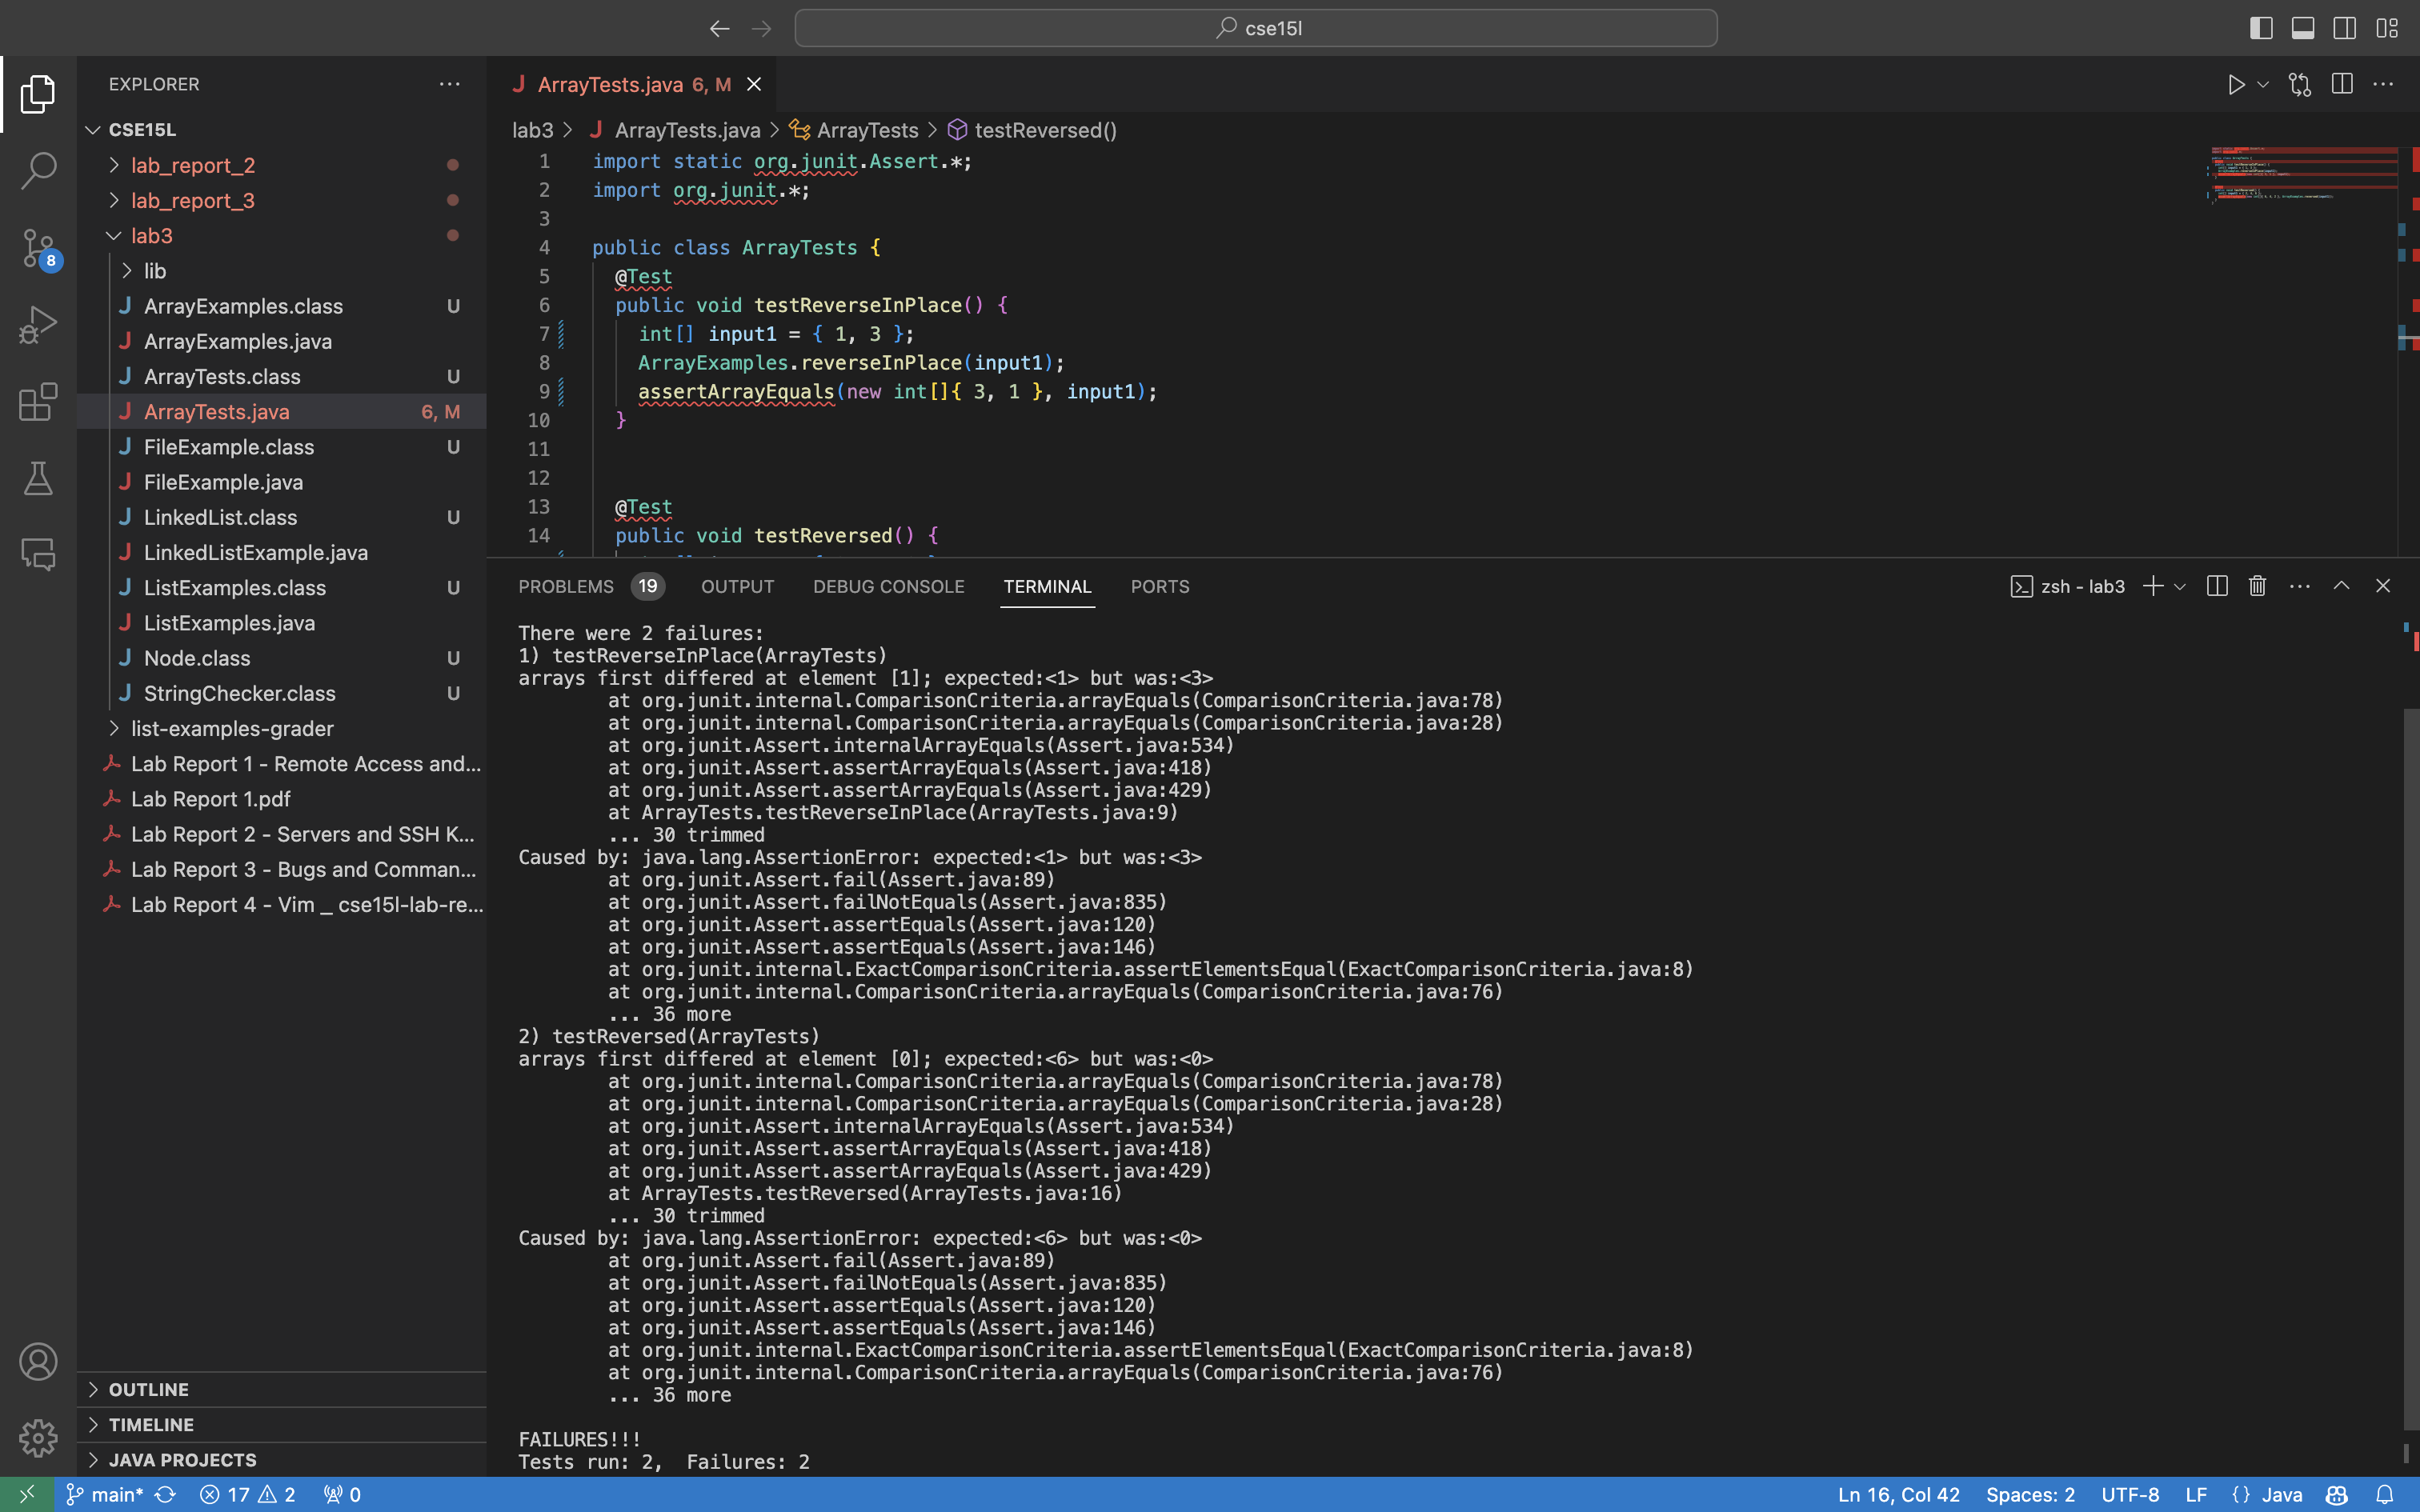 cse15l
EXPLORER
CSE15L
lab_report_2
lab_report_3
lab3
lib
ArrayExamples.class U
ArrayExamples.java
ArrayTests.class U
ArrayTests.java 6, M
FileExample.class U
FileExample.java
LinkedList.class U
LinkedListExample.java
ListExamples.class U
ListExamples.java
Node.class U
StringChecker.class U
list-examples-grader
Lab Report 1 - Remote Access and...
Lab Report 1.pdf
Lab Report 2 - Servers and SSH K...
Lab Report 3 - Bugs and Comman...
Lab Report 4 - Vim _ cse15l-lab-re...
OUTLINE
TIMELINE
JAVA PROJECTS
8
ArrayTests.java 6, M
lab3 > ArrayTests.java > ArrayTests > testReversed()
1 import static org.junit.Assert.*;
2 import org.junit.*;
3
4 public class ArrayTests {
5 @Test
6 public void testReverseInPlace() {
7 int[] input1 = { 1, 3 };
8 ArrayExamples.reverseInPlace(input1);
9 assertArrayEquals(new int[]{ 3, 1 }, input1);
10 }
11
12
13 @Test
14 public void testReversed() {
PROBLEMS 19 OUTPUT DEBUG CONSOLE TERMINAL PORTS
zsh - lab3
There were 2 failures:
1) testReverseInPlace(ArrayTests)
arrays first differed at element [1]; expected:<1> but was:<3>
at org.junit.internal.ComparisonCriteria.arrayEquals(ComparisonCriteria.java:78)
at org.junit.internal.ComparisonCriteria.arrayEquals(ComparisonCriteria.java:28)
at org.junit.Assert.internalArrayEquals(Assert.java:534)
at org.junit.Assert.assertArrayEquals(Assert.java:418)
at org.junit.Assert.assertArrayEquals(Assert.java:429)
at ArrayTests.testReverseInPlace(ArrayTests.java:9)
... 30 trimmed
Caused by: java.lang.AssertionError: expected:<1> but was:<3>
at org.junit.Assert.fail(Assert.java:89)
at org.junit.Assert.failNotEquals(Assert.java:835)
at org.junit.Assert.assertEquals(Assert.java:120)
at org.junit.Assert.assertEquals(Assert.java:146)
at org.junit.internal.ExactComparisonCriteria.assertElementsEqual(ExactComparisonCriteria.java:8)
at org.junit.internal.ComparisonCriteria.arrayEquals(ComparisonCriteria.java:76)
... 36 more
2) testReversed(ArrayTests)
arrays first differed at element [0]; expected:<6> but was:<0>
at org.junit.internal.ComparisonCriteria.arrayEquals(ComparisonCriteria.java:78)
at org.junit.internal.ComparisonCriteria.arrayEquals(ComparisonCriteria.java:28)
at org.junit.Assert.internalArrayEquals(Assert.java:534)
at org.junit.Assert.assertArrayEquals(Assert.java:418)
at org.junit.Assert.assertArrayEquals(Assert.java:429)
at ArrayTests.testReversed(ArrayTests.java:16)
... 30 trimmed
Caused by: java.lang.AssertionError: expected:<6> but was:<0>
at org.junit.Assert.fail(Assert.java:89)
at org.junit.Assert.failNotEquals(Assert.java:835)
at org.junit.Assert.assertEquals(Assert.java:120)
at org.junit.Assert.assertEquals(Assert.java:146)
at org.junit.internal.ExactComparisonCriteria.assertElementsEqual(ExactComparisonCriteria.java:8)
at org.junit.internal.ComparisonCriteria.arrayEquals(ComparisonCriteria.java:76)
... 36 more
FAILURES!!!
Tests run: 2,  Failures: 2
main* 17 2 0
Ln 16, Col 42 Spaces: 2 UTF-8 LF {} Java